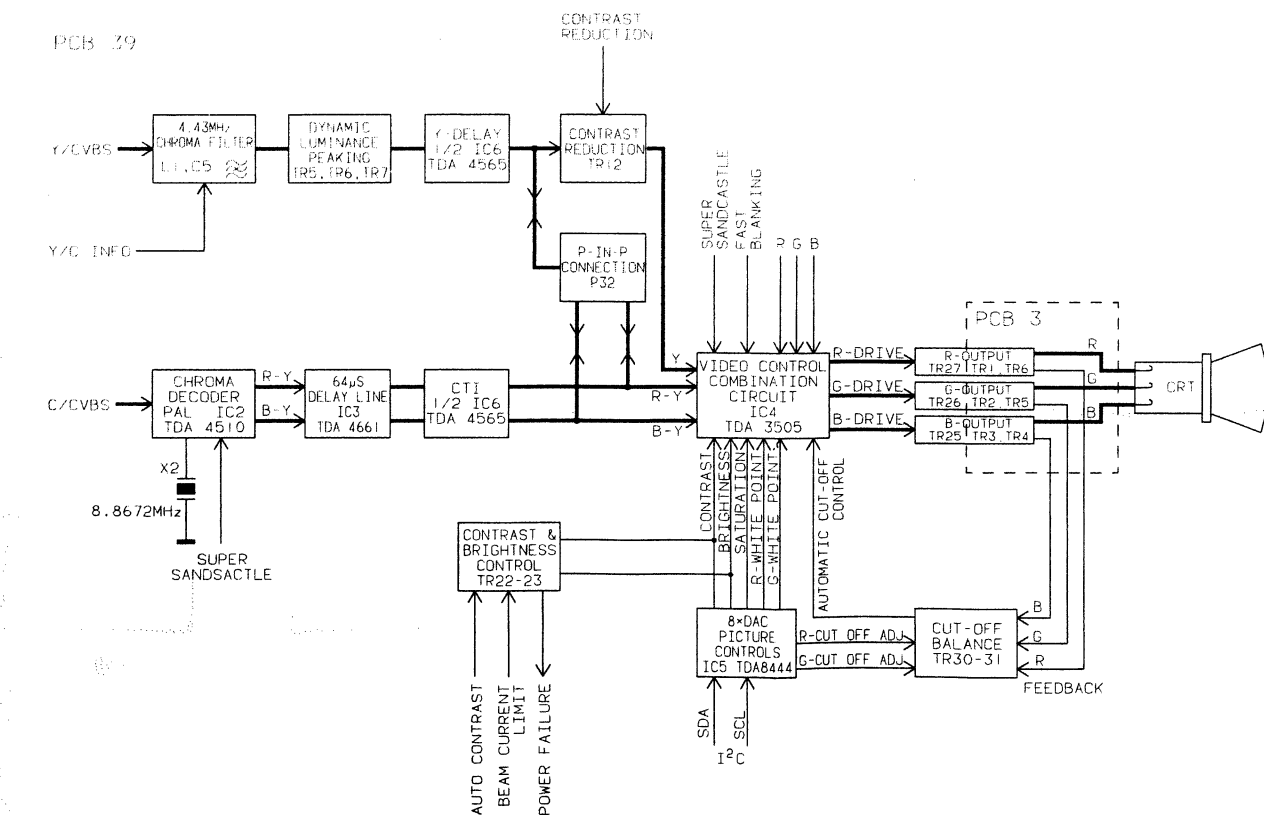 PCB 39
CONTRAST
REDUCTION
Y/CVBS
4.43MHz
CHROMA FILTER
L1,C5
DYNAMIC
LUMINANCE
PEAKING
TR5,TR6,TR7
Y-DELAY
1/2 IC6
TDA 4565
CONTRAST
REDUCTION
TR12
Y/C INFO
P-IN-P
CONNECTION
P32
SUPER
SANDCASTLE
FAST
BLANKING
R
G
B
C/CVBS
CHROMA
DECODER
PAL IC2
TDA 4510
R-Y
B-Y
64µS
DELAY LINE
IC3
TDA 4661
CTI
1/2 IC6
TDA 4565
Y
R-Y
B-Y
VIDEO CONTROL
COMBINATION
CIRCUIT
IC4
TDA 3505
R-DRIVE
G-DRIVE
B-DRIVE
PCB 3
R-OUTPUT
TR27 TR1,TR6
G-OUTPUT
TR26 TR2,TR5
B-OUTPUT
TR25 TR3,TR4
R
G
B
CRT
X2
8.8672MHz
SUPER
SANDSACTLE
CONTRAST &
BRIGHTNESS
CONTROL
TR22-23
CONTRAST
BRIGHTNESS
SATURATION
R-WHITE POINT
G-WHITE POINT
AUTOMATIC CUT-OFF
CONTROL
8×DAC
PICTURE
CONTROLS
IC5 TDA8444
R-CUT OFF ADJ
G-CUT OFF ADJ
CUT-OFF
BALANCE
TR30-31
B
G
R
FEEDBACK
AUTO CONTRAST
BEAM CURRENT
LIMIT
POWER FAILURE
SDA
SCL
I²C